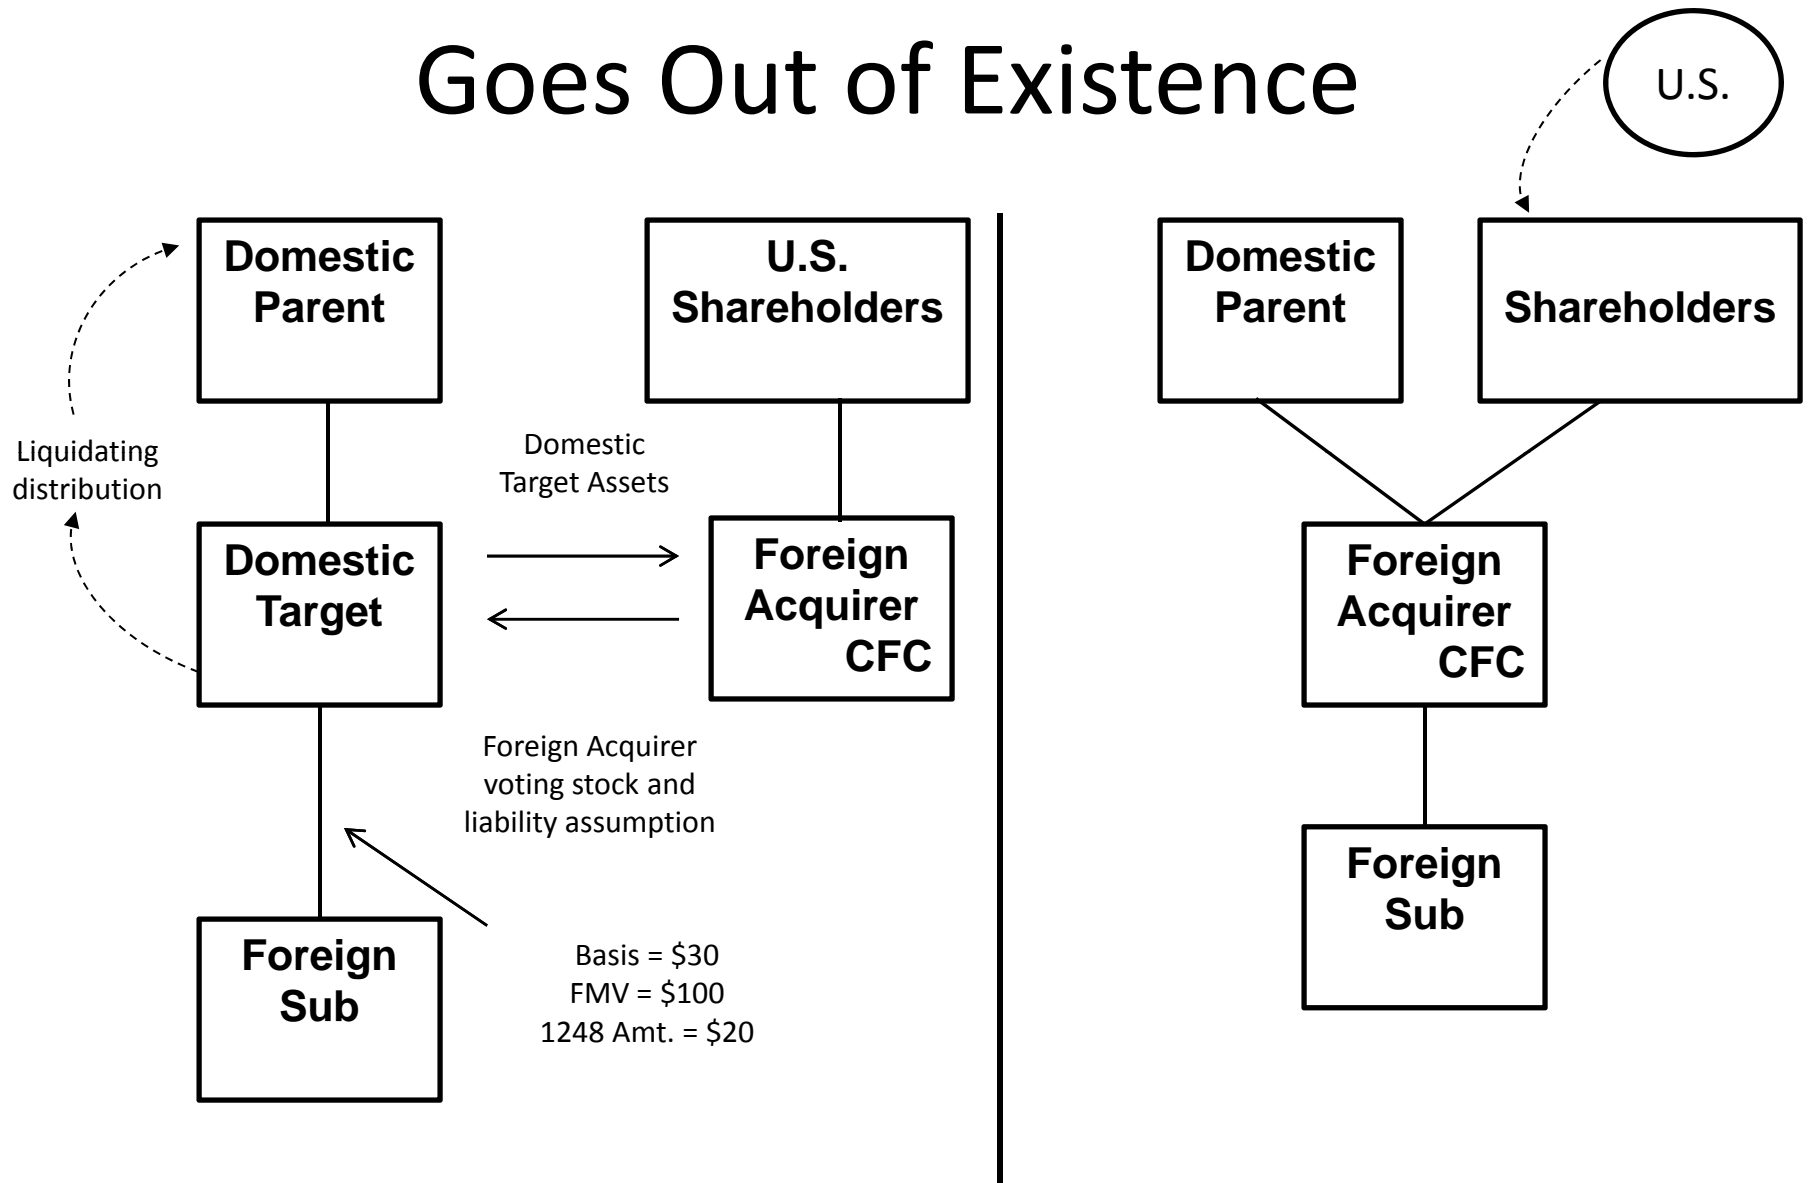 Goes Out of Existence
U.S.
Domestic
Parent
U.S.
Shareholders
Liquidating
distribution
Domestic
Target Assets
Domestic
Target
Foreign
Acquirer
CFC
Foreign Acquirer
voting stock and
liability assumption
Foreign
Sub
Basis = $30
FMV = $100
1248 Amt. = $20
Domestic
Parent
Shareholders
Foreign
Acquirer
CFC
Foreign
Sub